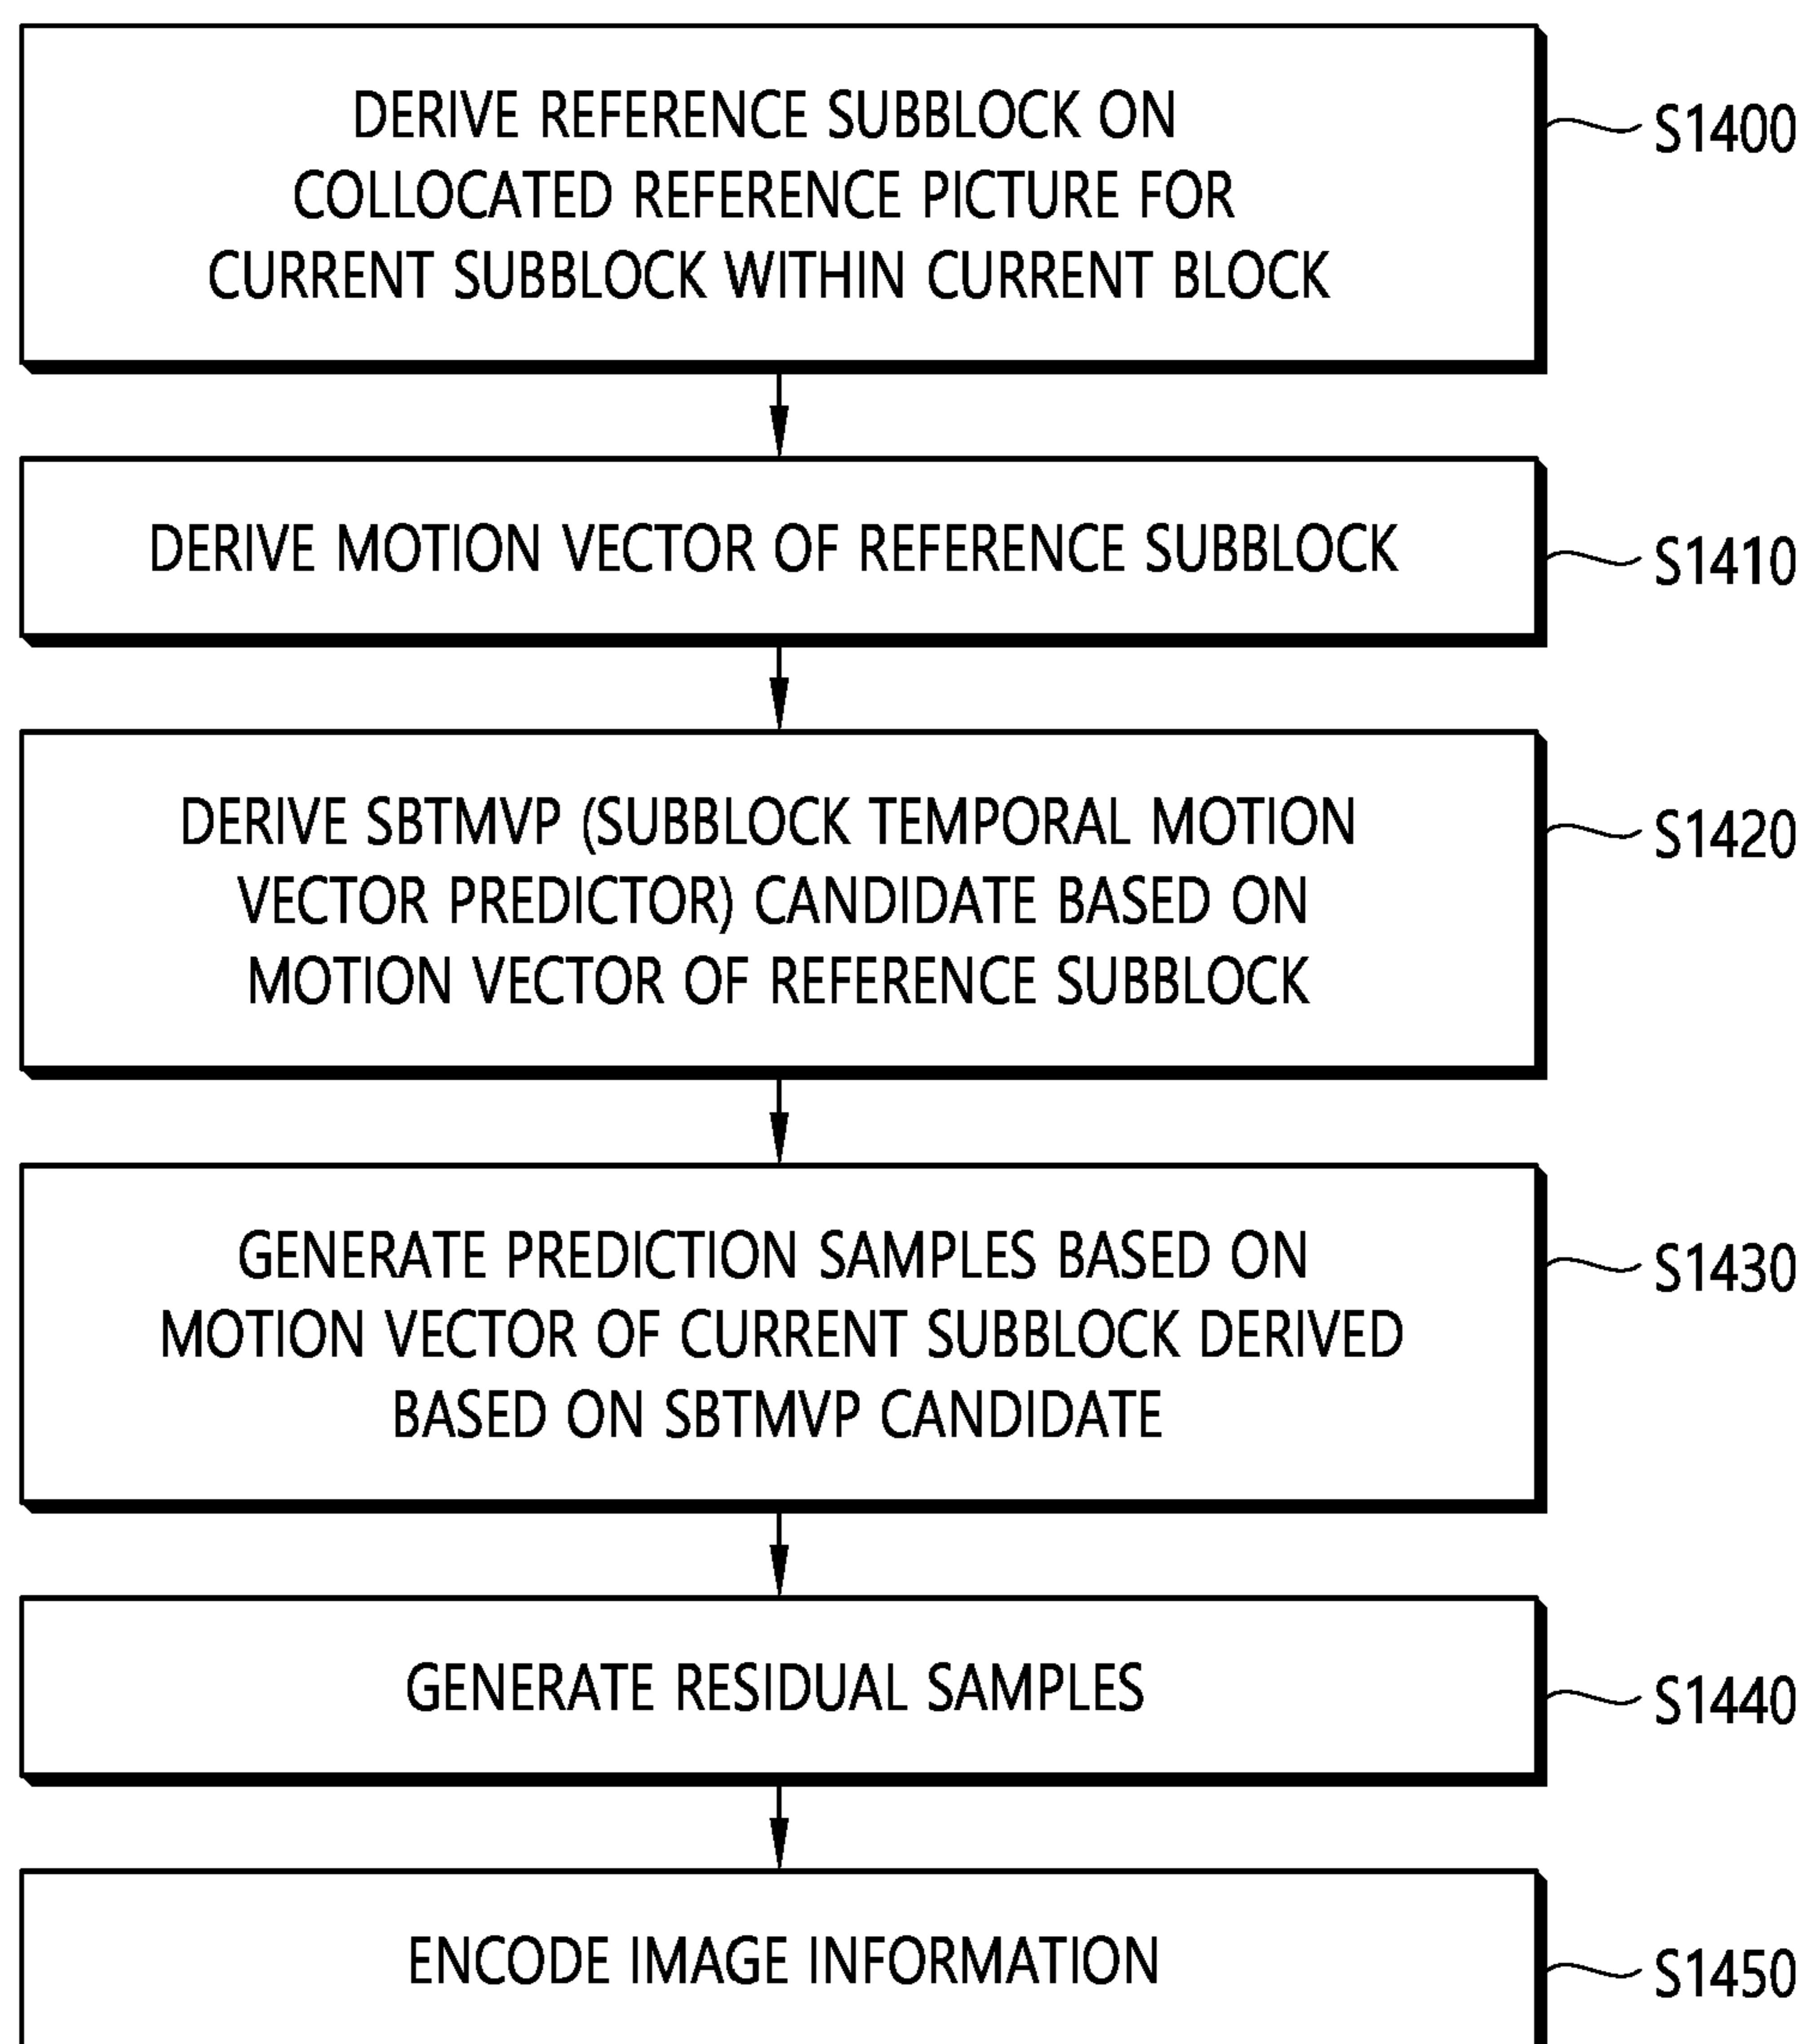 DERIVE REFERENCE SUBBLOCK ON
COLLOCATED REFERENCE PICTURE FOR
CURRENT SUBBLOCK WITHIN CURRENT BLOCK
S1400
DERIVE MOTION VECTOR OF REFERENCE SUBBLOCK
S1410
DERIVE SBTMVP (SUBBLOCK TEMPORAL MOTION
VECTOR PREDICTOR) CANDIDATE BASED ON
MOTION VECTOR OF REFERENCE SUBBLOCK
S1420
GENERATE PREDICTION SAMPLES BASED ON
MOTION VECTOR OF CURRENT SUBBLOCK DERIVED
BASED ON SBTMVP CANDIDATE
S1430
GENERATE RESIDUAL SAMPLES
S1440
ENCODE IMAGE INFORMATION
S1450